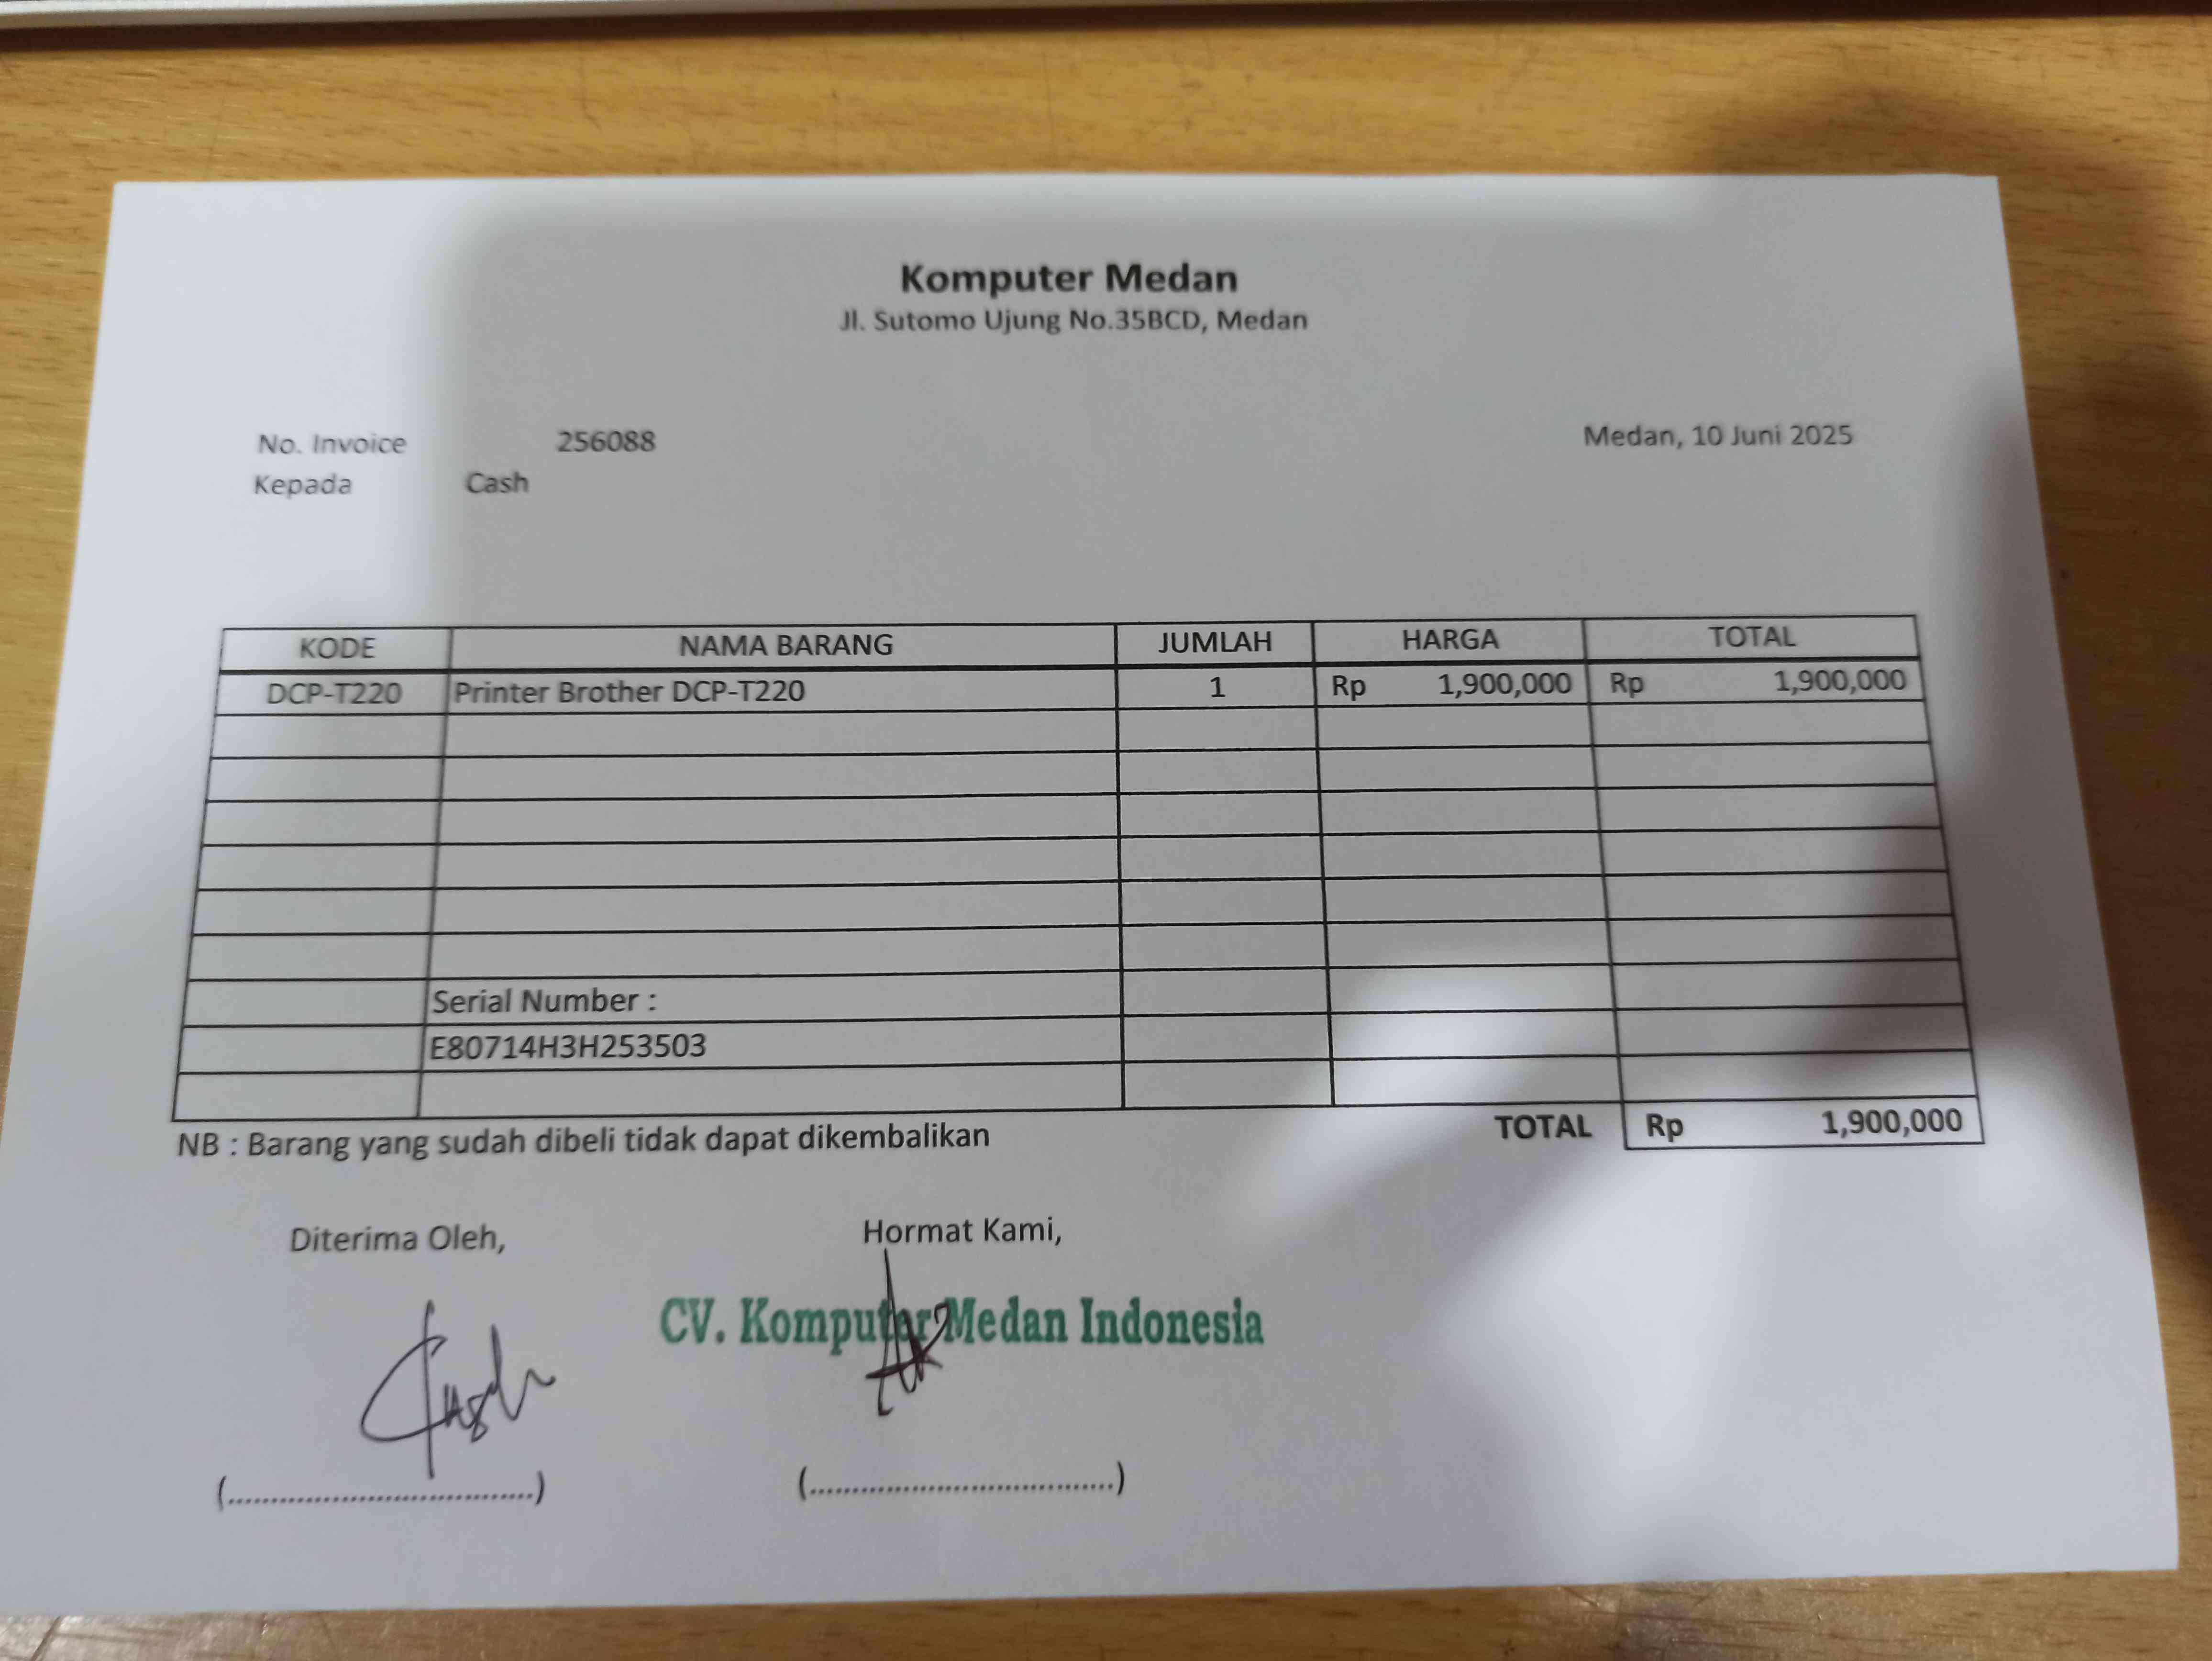 Komputer Medan
Jl. Sutomo Ujung No.35BCD, Medan
No. Invoice 256088 Medan, 10 Juni 2025
Kepada Cash
KODE NAMA BARANG JUMLAH HARGA TOTAL
DCP-T220 Printer Brother DCP-T220 1 Rp 1,900,000 Rp 1,900,000
Serial Number :
E80714H3H253503
NB : Barang yang sudah dibeli tidak dapat dikembalikan TOTAL Rp 1,900,000
Diterima Oleh, Hormat Kami,
CV. Komputer Medan Indonesia
(...................................) (...................................)